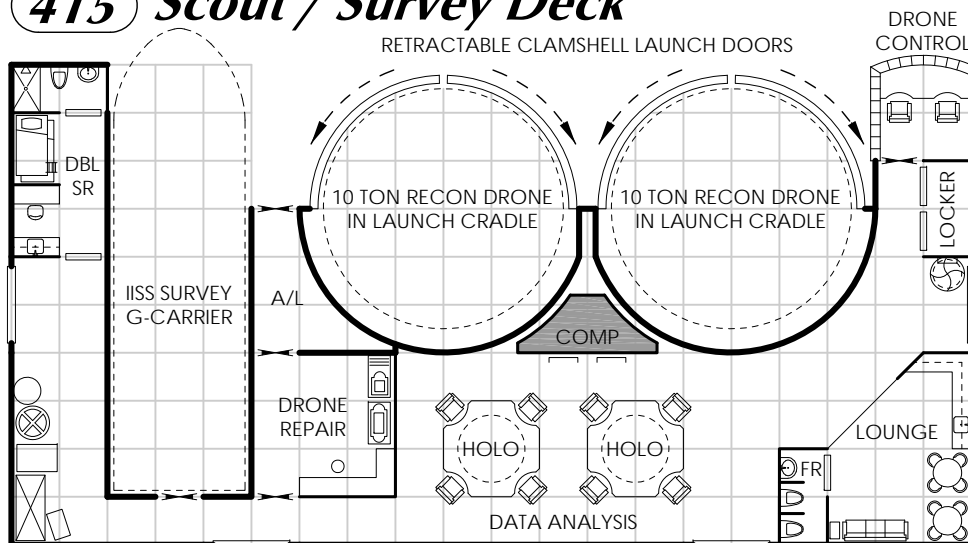 415 Scout / Survey Deck
DRONE
CONTROL
RETRACTABLE CLAMSHELL LAUNCH DOORS
DBL
SR
10 TON RECON DRONE
IN LAUNCH CRADLE
10 TON RECON DRONE
IN LAUNCH CRADLE
LOCKER
IISS SURVEY
G-CARRIER
A/L
COMP
DRONE
REPAIR
HOLO
HOLO
LOUNGE
FR
DATA ANALYSIS